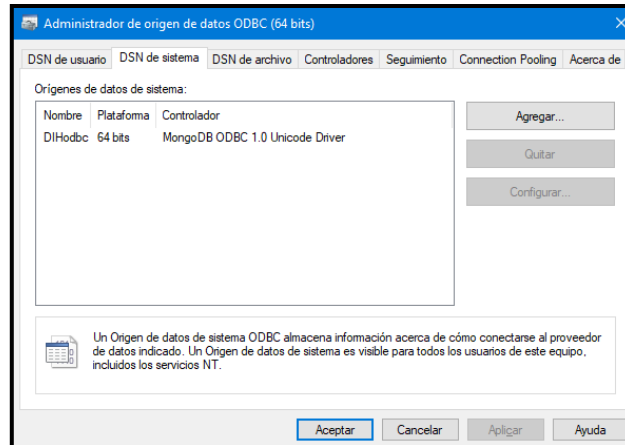 Administrador de origen de datos ODBC (64 bits)
DSN de usuario DSN de sistema DSN de archivo Controladores Seguimiento Connection Pooling Acerca de
Orígenes de datos de sistema:
Nombre Plataforma Controlador
DIHodbc 64 bits MongoDB ODBC 1.0 Unicode Driver
Agregar...
Quitar
Configurar...
Un Origen de datos de sistema ODBC almacena información acerca de cómo conectarse al proveedor
de datos indicado. Un Origen de datos de sistema es visible para todos los usuarios de este equipo,
incluidos los servicios NT.
Aceptar Cancelar Aplicar Ayuda